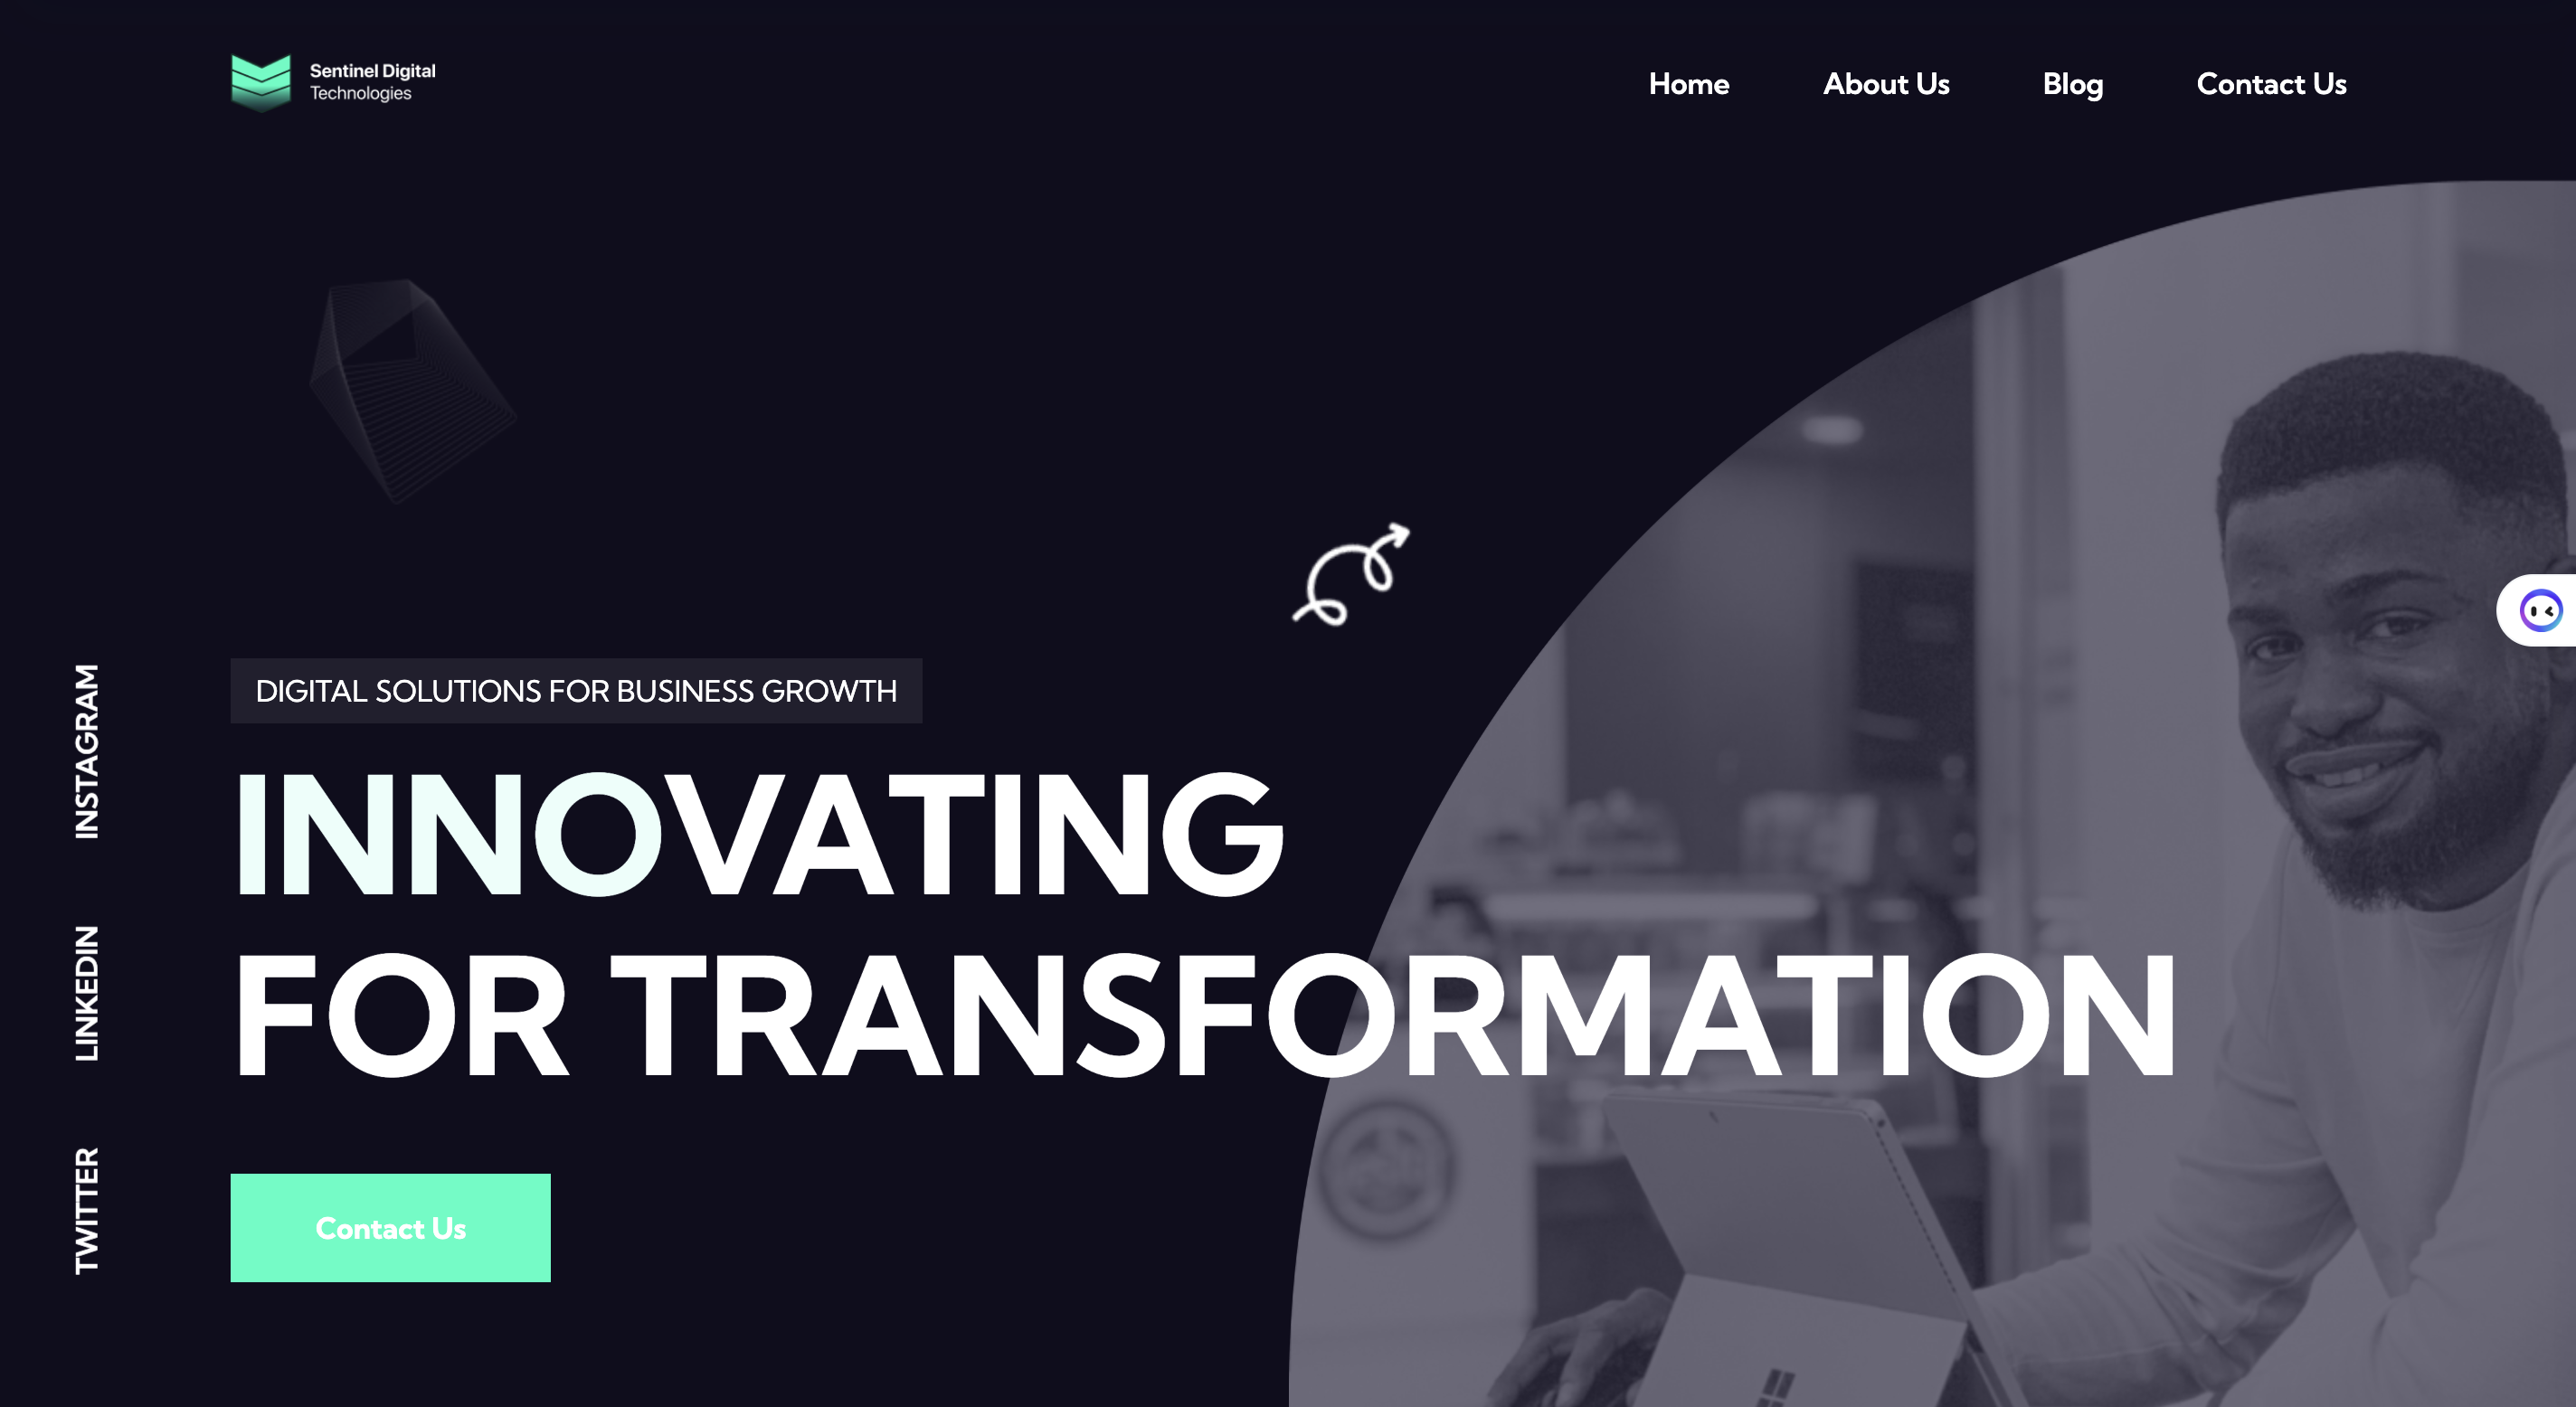 Sentinel Digital
Technologies
Home
About Us
Blog
Contact Us
INSTAGRAM
LINKEDIN
TWITTER
DIGITAL SOLUTIONS FOR BUSINESS GROWTH
INNOVATING
FOR TRANSFORMATION
Contact Us